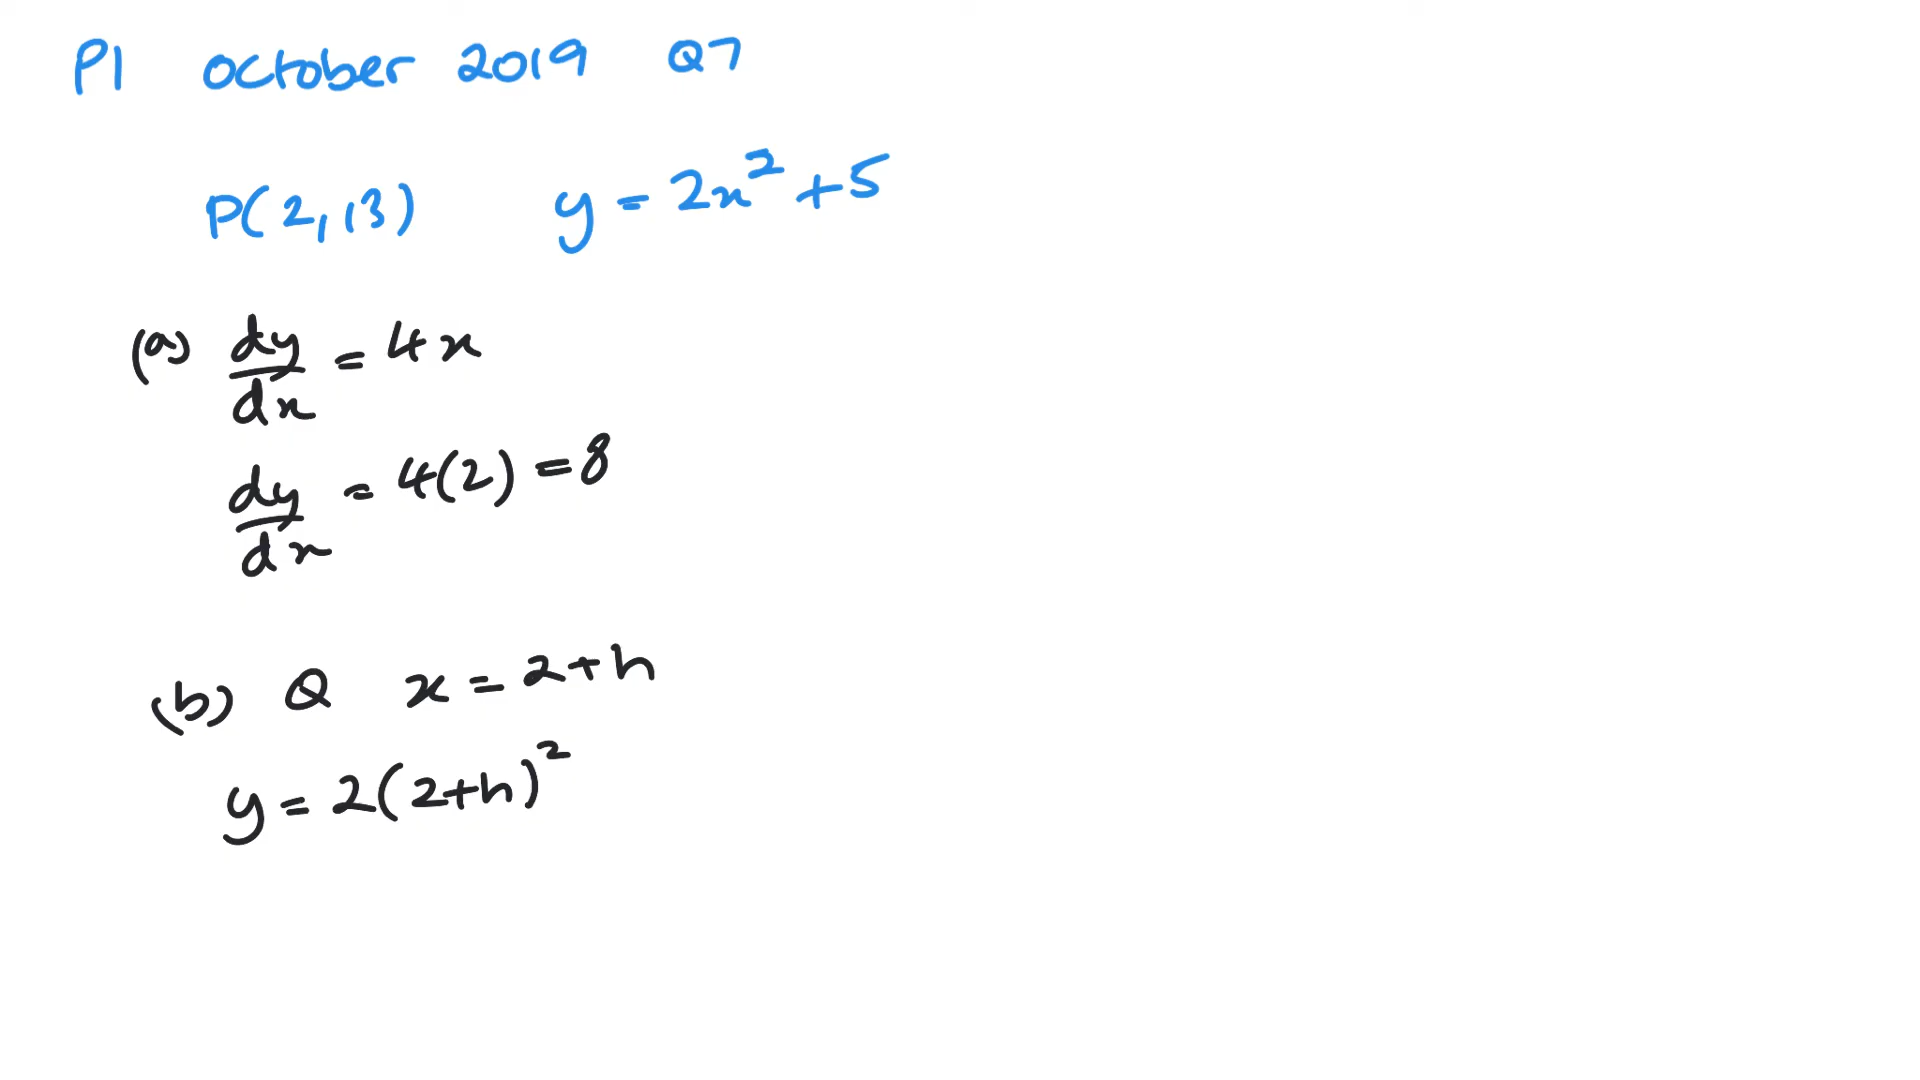 P1 october 2019 Q7
P(2,13) y = 2x² + 5
(a) dy/dx = 4x
dy/dx = 4(2) = 8
(b) Q x = 2+h
y = 2(2+h)²